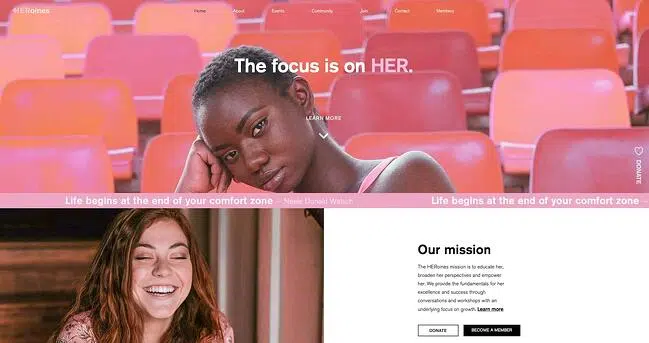 HERoines
Home About Events Community Join Contact Members
The focus is on HER.
LEARN MORE
DONATE
Life begins at the end of your comfort zone – Neale Donald Walsch
Life begins at the end of your comfort zone –
Our mission
The HERoines mission is to educate her,
broaden her perspectives and empower
her. We provide the fundamentals for her
excellence and success through
conversations and workshops with an
underlying focus on growth. Learn more
DONATE BECOME A MEMBER